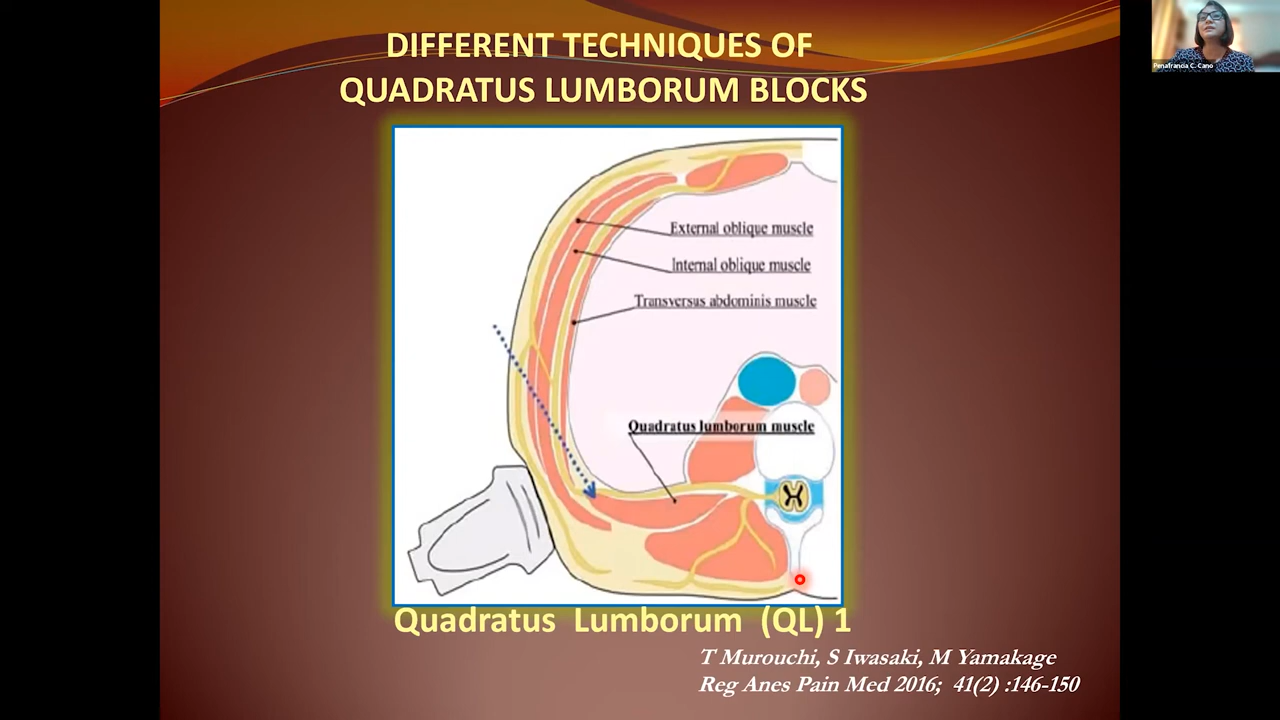 DIFFERENT TECHNIQUES OF
QUADRATUS LUMBORUM BLOCKS
Penafrancia C. Cano
External oblique muscle
Internal oblique muscle
Transversus abdominis muscle
Quadratus lumborum muscle
Quadratus Lumborum (QL) 1
T Murouchi, S Iwasaki, M Yamakage
Reg Anes Pain Med 2016; 41(2) :146-150